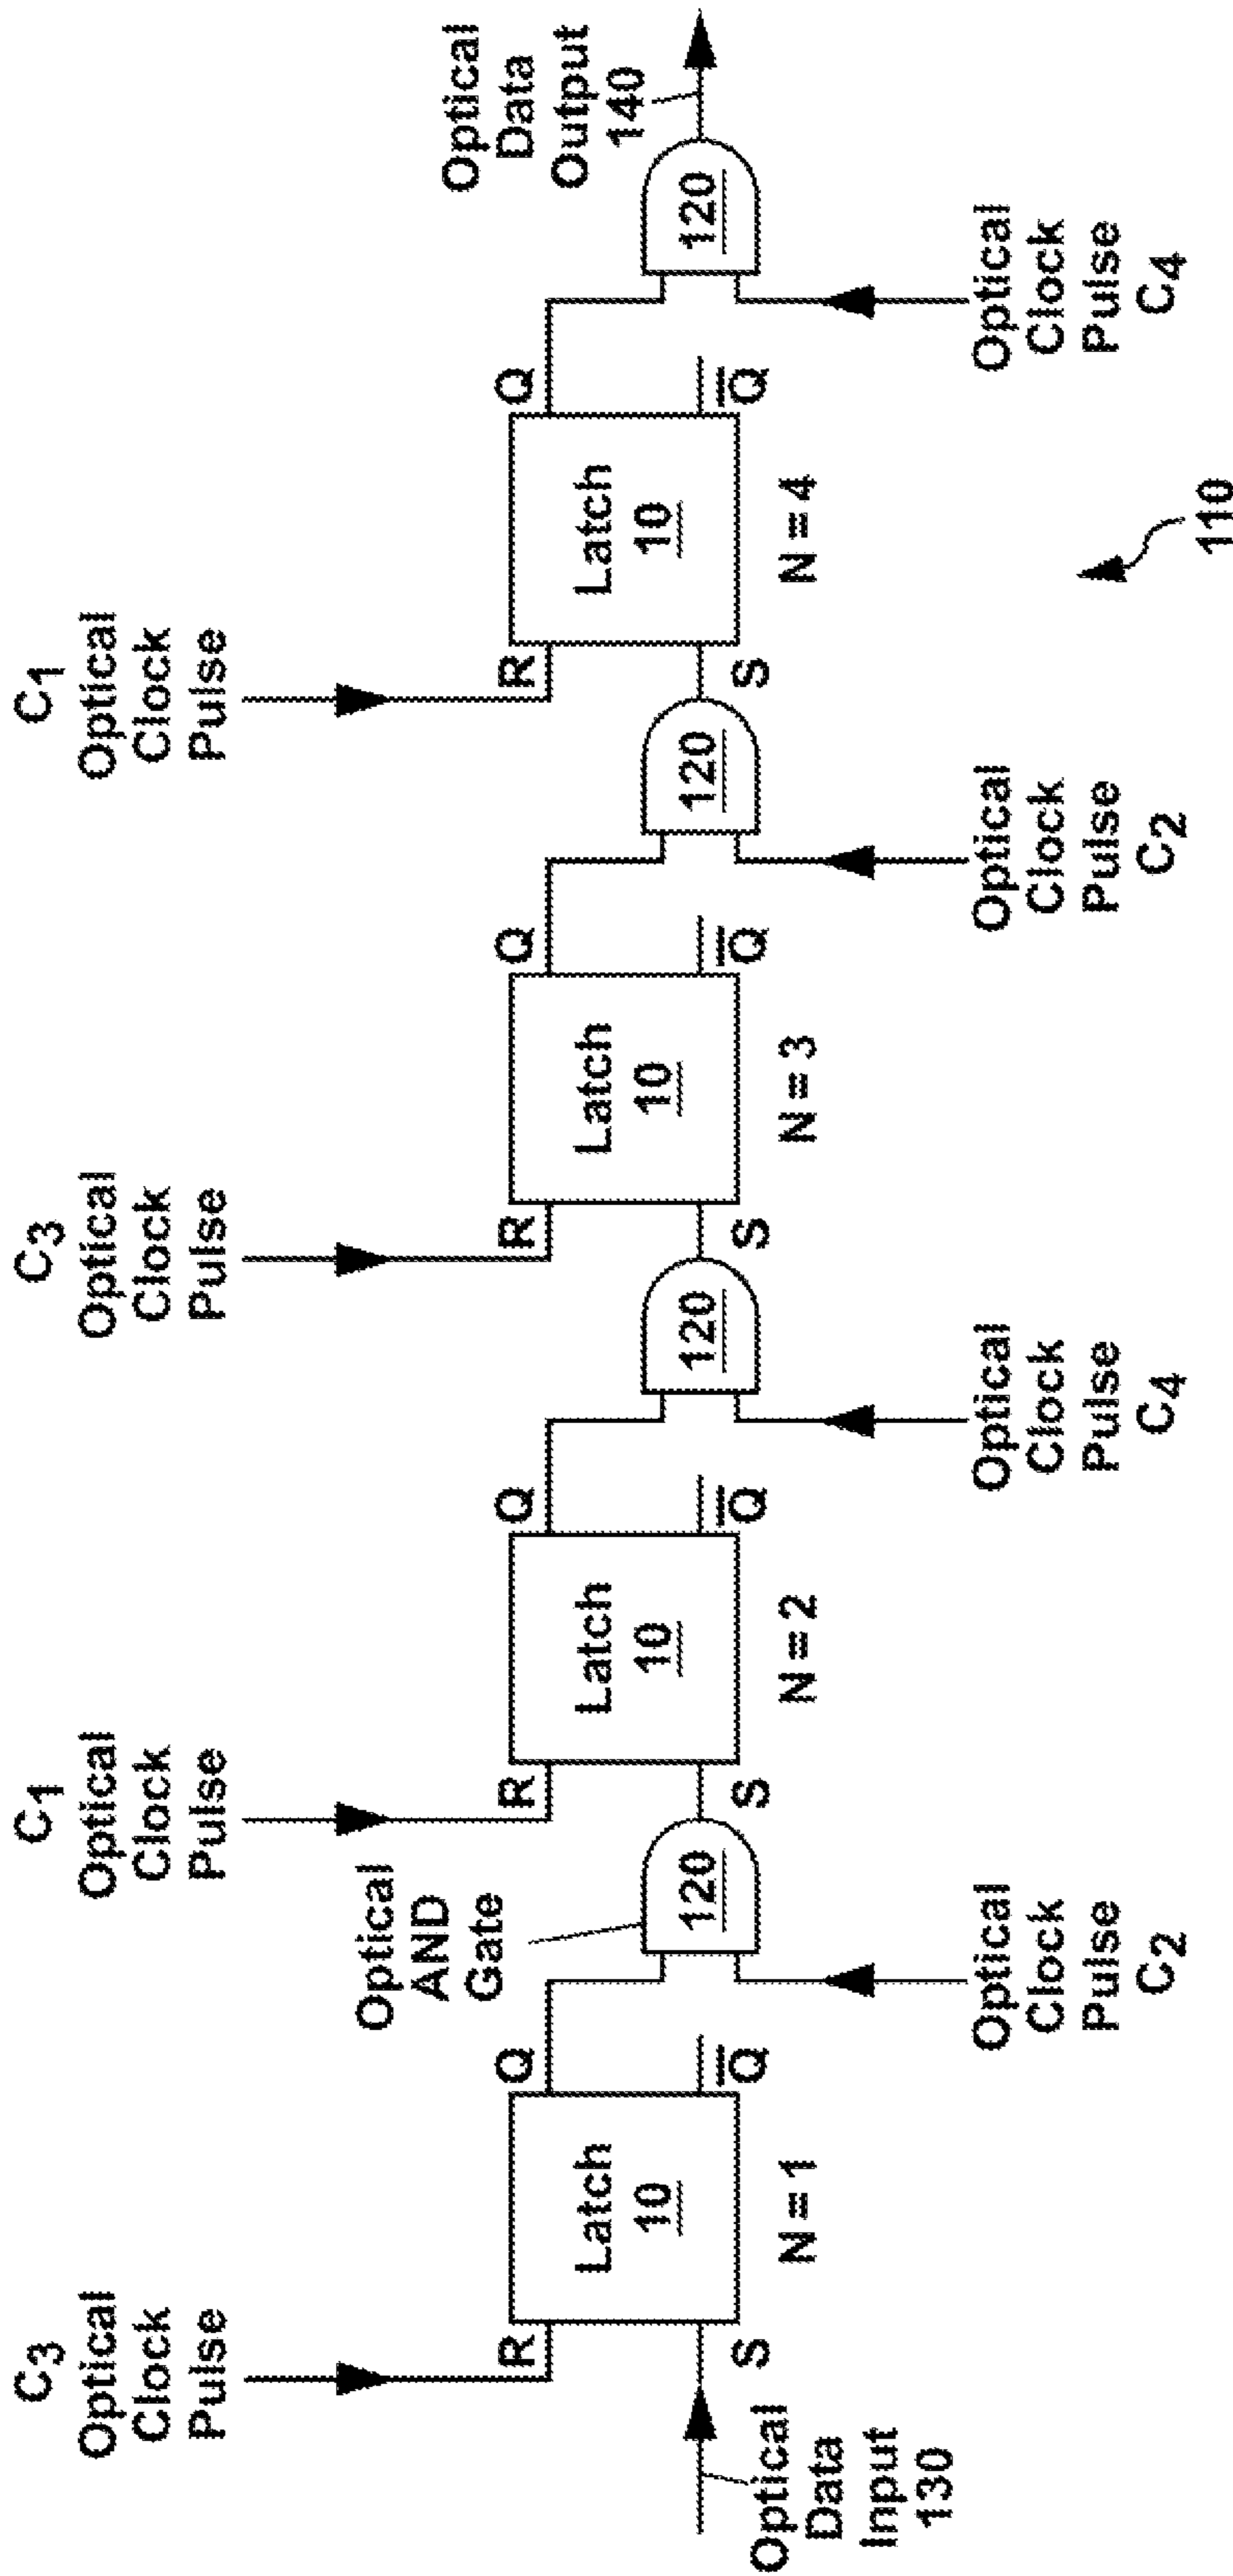 C3
Optical
Clock
Pulse
C1
Optical
Clock
Pulse
C3
Optical
Clock
Pulse
C1
Optical
Clock
Pulse
Optical
AND
Gate
Optical
Data
Output
140
R
S
Latch
10
Q
Q̅
N = 1
120
R
S
Latch
10
Q
Q̅
N = 2
120
R
S
Latch
10
Q
Q̅
N = 3
120
R
S
Latch
10
Q
Q̅
N = 4
120
Optical
Data
Input
130
Optical
Clock
Pulse
C2
Optical
Clock
Pulse
C4
Optical
Clock
Pulse
C2
Optical
Clock
Pulse
C4
110